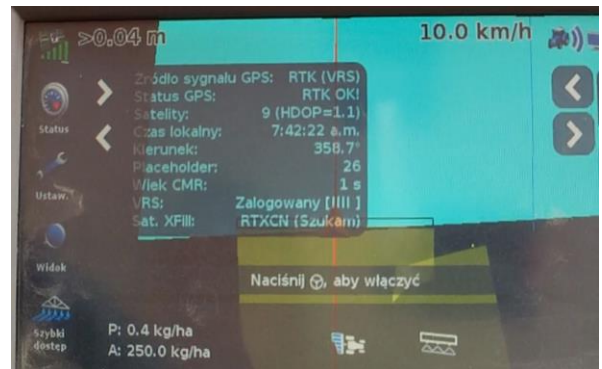 >0.04 m
10.0 km/h
Źródło sygnału GPS: RTK (VRS)
Status GPS: RTK OK!
Satelity: 9 (HDOP=1.1)
Czas lokalny: 7:42:22 a.m.
Kierunek: 358.7°
Placeholder: 26
Wiek CMR: 1 s
VRS: Zalogowany [IIII ]
Sat. XFill: RTXCN (Szukam)
Status
Ustaw.
Widok
Naciśnij, aby włączyć
Szybki
dostęp
P: 0.4 kg/ha
A: 250.0 kg/ha